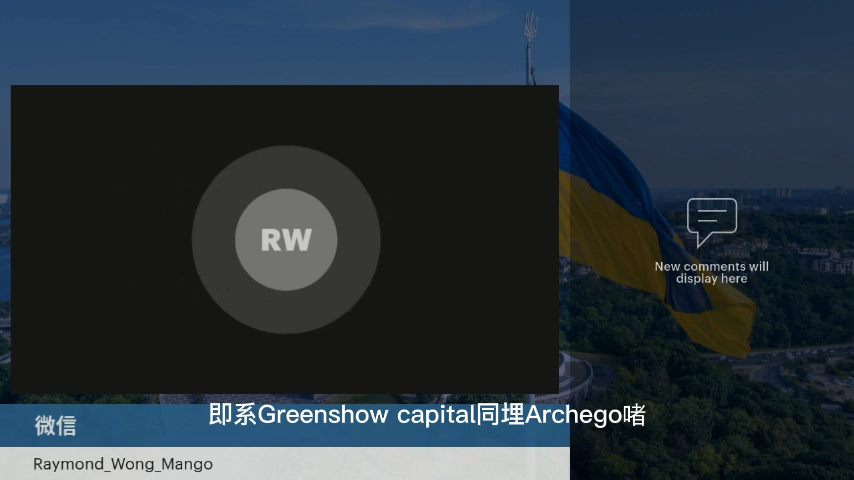 RW
New comments will
display here
即系Greenshow capital同埋Archego啫
微信
Raymond_Wong_Mango